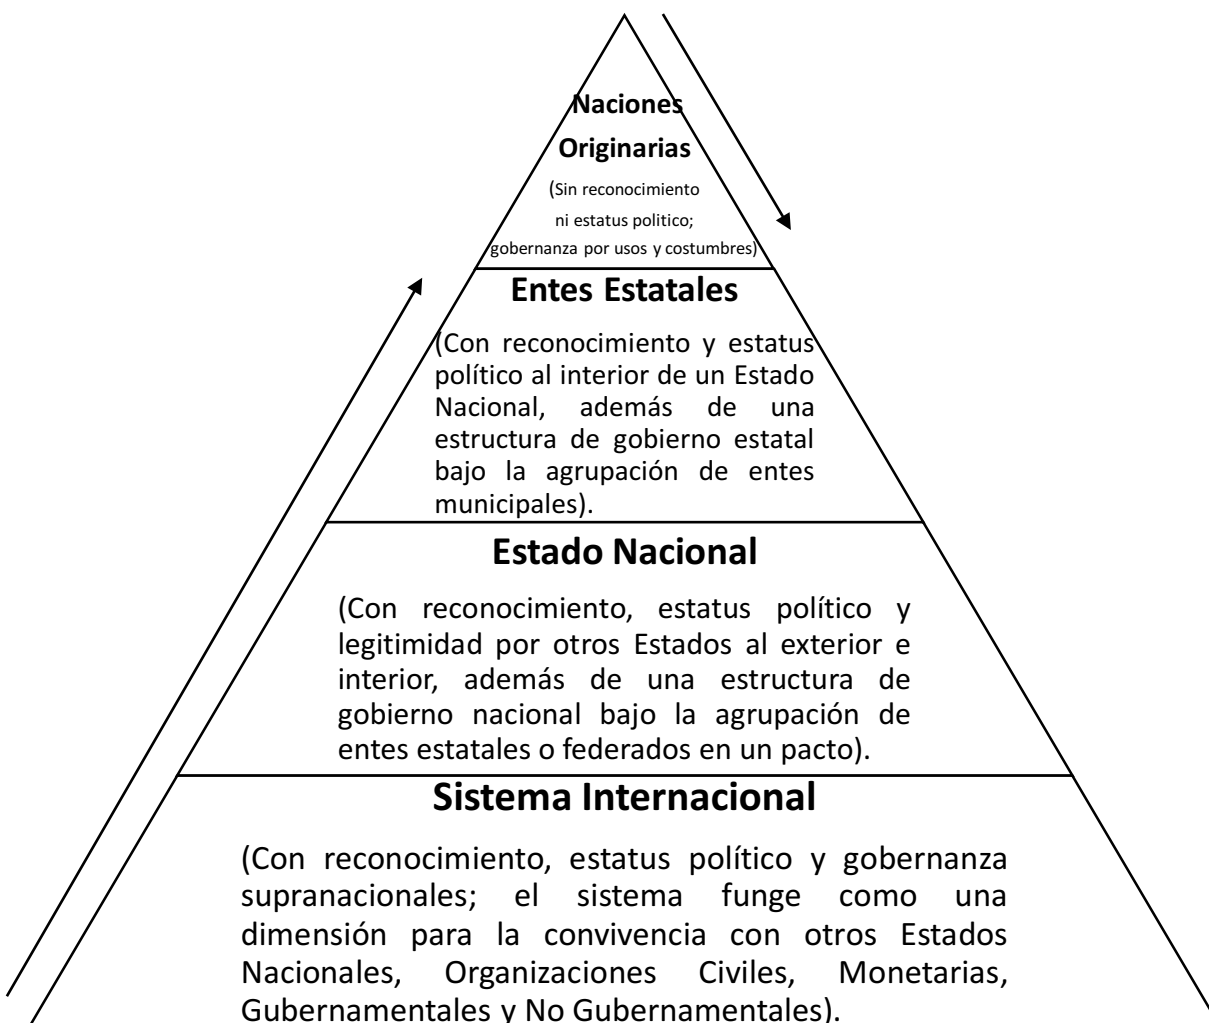 Naciones
Originarias
(Sin reconocimiento
ni estatus politico;
gobernanza por usos y costumbres)
Entes Estatales
(Con reconocimiento y estatus
político al interior de un Estado
Nacional, además de una
estructura de gobierno estatal
bajo la agrupación de entes
municipales).
Estado Nacional
(Con reconocimiento, estatus político y
legitimidad por otros Estados al exterior e
interior, además de una estructura de
gobierno nacional bajo la agrupación de
entes estatales o federados en un pacto).
Sistema Internacional
(Con reconocimiento, estatus político y gobernanza
supranacionales; el sistema funge como una
dimensión para la convivencia con otros Estados
Nacionales, Organizaciones Civiles, Monetarias,
Gubernamentales y No Gubernamentales).